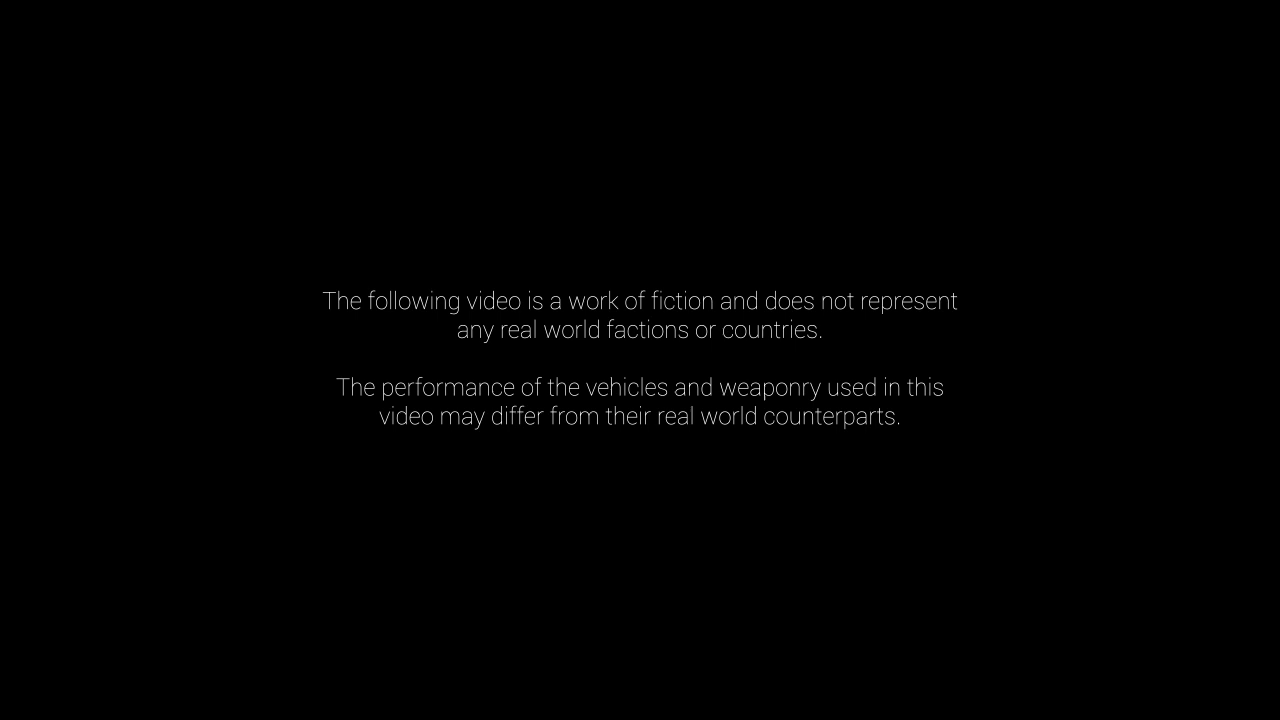 The following video is a work of fiction and does not represent
any real world factions or countries.
The performance of the vehicles and weaponry used in this
video may differ from their real world counterparts.